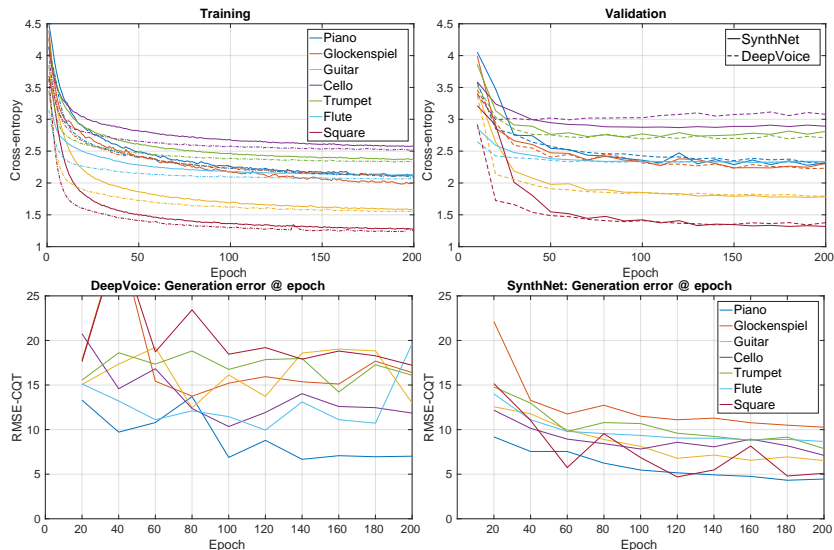 Training
4.5
4
3.5
3
2.5
2
1.5
1
Cross-entropy
0
50
100
150
200
Epoch
Piano
Glockenspiel
Guitar
Cello
Trumpet
Flute
Square
Validation
4.5
4
3.5
3
2.5
2
1.5
1
Cross-entropy
0
50
100
150
200
Epoch
SynthNet
DeepVoice
DeepVoice: Generation error @ epoch
25
20
15
10
5
0
RMSE-CQT
0
20
40
60
80
100
120
140
160
180
200
Epoch
SynthNet: Generation error @ epoch
25
20
15
10
5
0
RMSE-CQT
20
40
60
80
100
120
140
160
180
200
Epoch
Piano
Glockenspiel
Guitar
Cello
Trumpet
Flute
Square